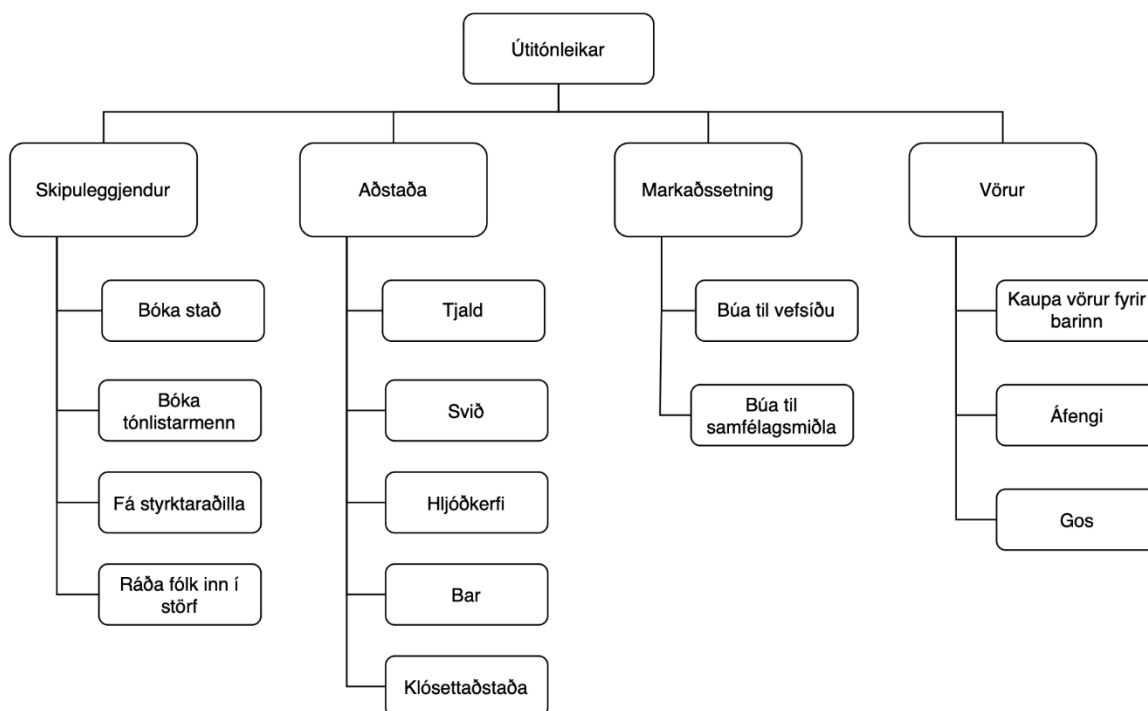 Útitónleikar
Skipuleggjendur
Aðstaða
Markaðssetning
Vörur
Bóka stað
Bóka
tónlistarmenn
Fá styrktaraðilla
Ráða fólk inn í
störf
Tjald
Svið
Hljóðkerfi
Bar
Klósettaðstaða
Búa til vefsíðu
Búa til
samfélagsmiðla
Kaupa vörur fyrir
barinn
Áfengi
Gos